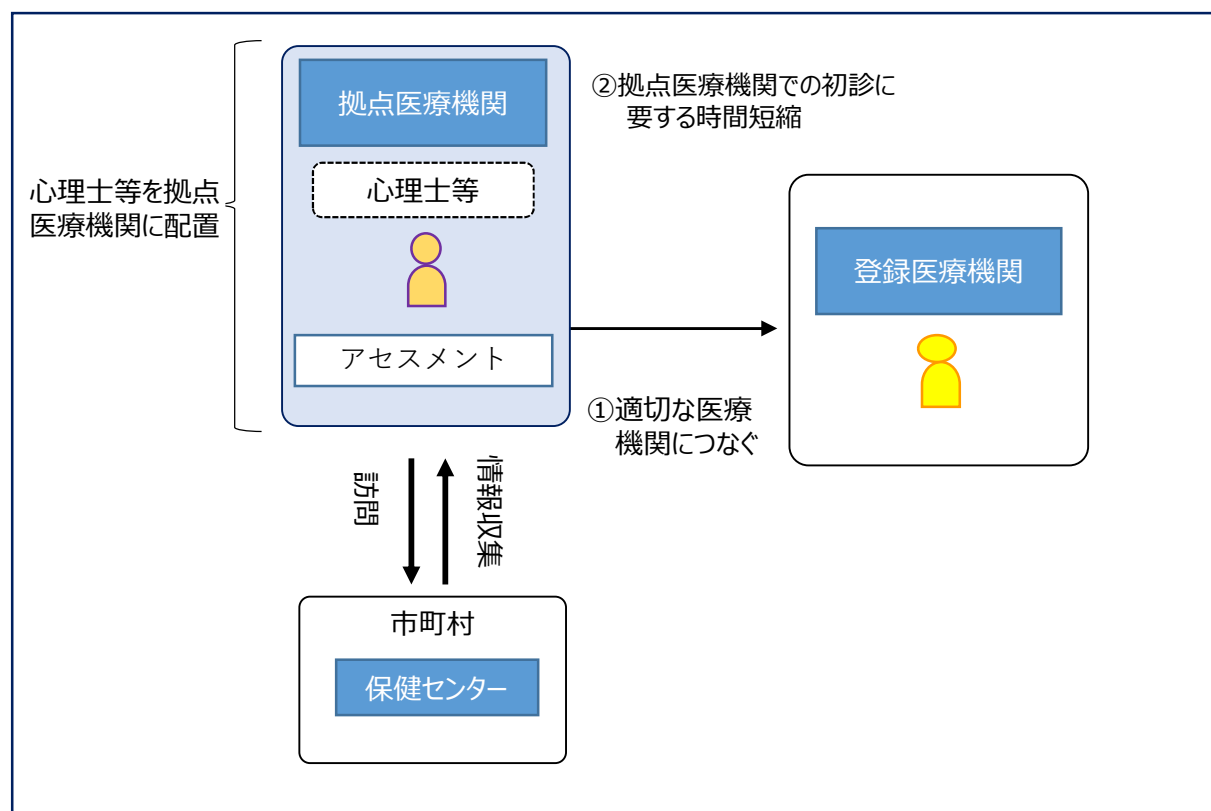 拠点医療機関
心理士等
アセスメント
心理士等を拠点
医療機関に配置
②拠点医療機関での初診に
要する時間短縮
登録医療機関
①適切な医療
機関につなぐ
訪問
情報収集
市町村
保健センター